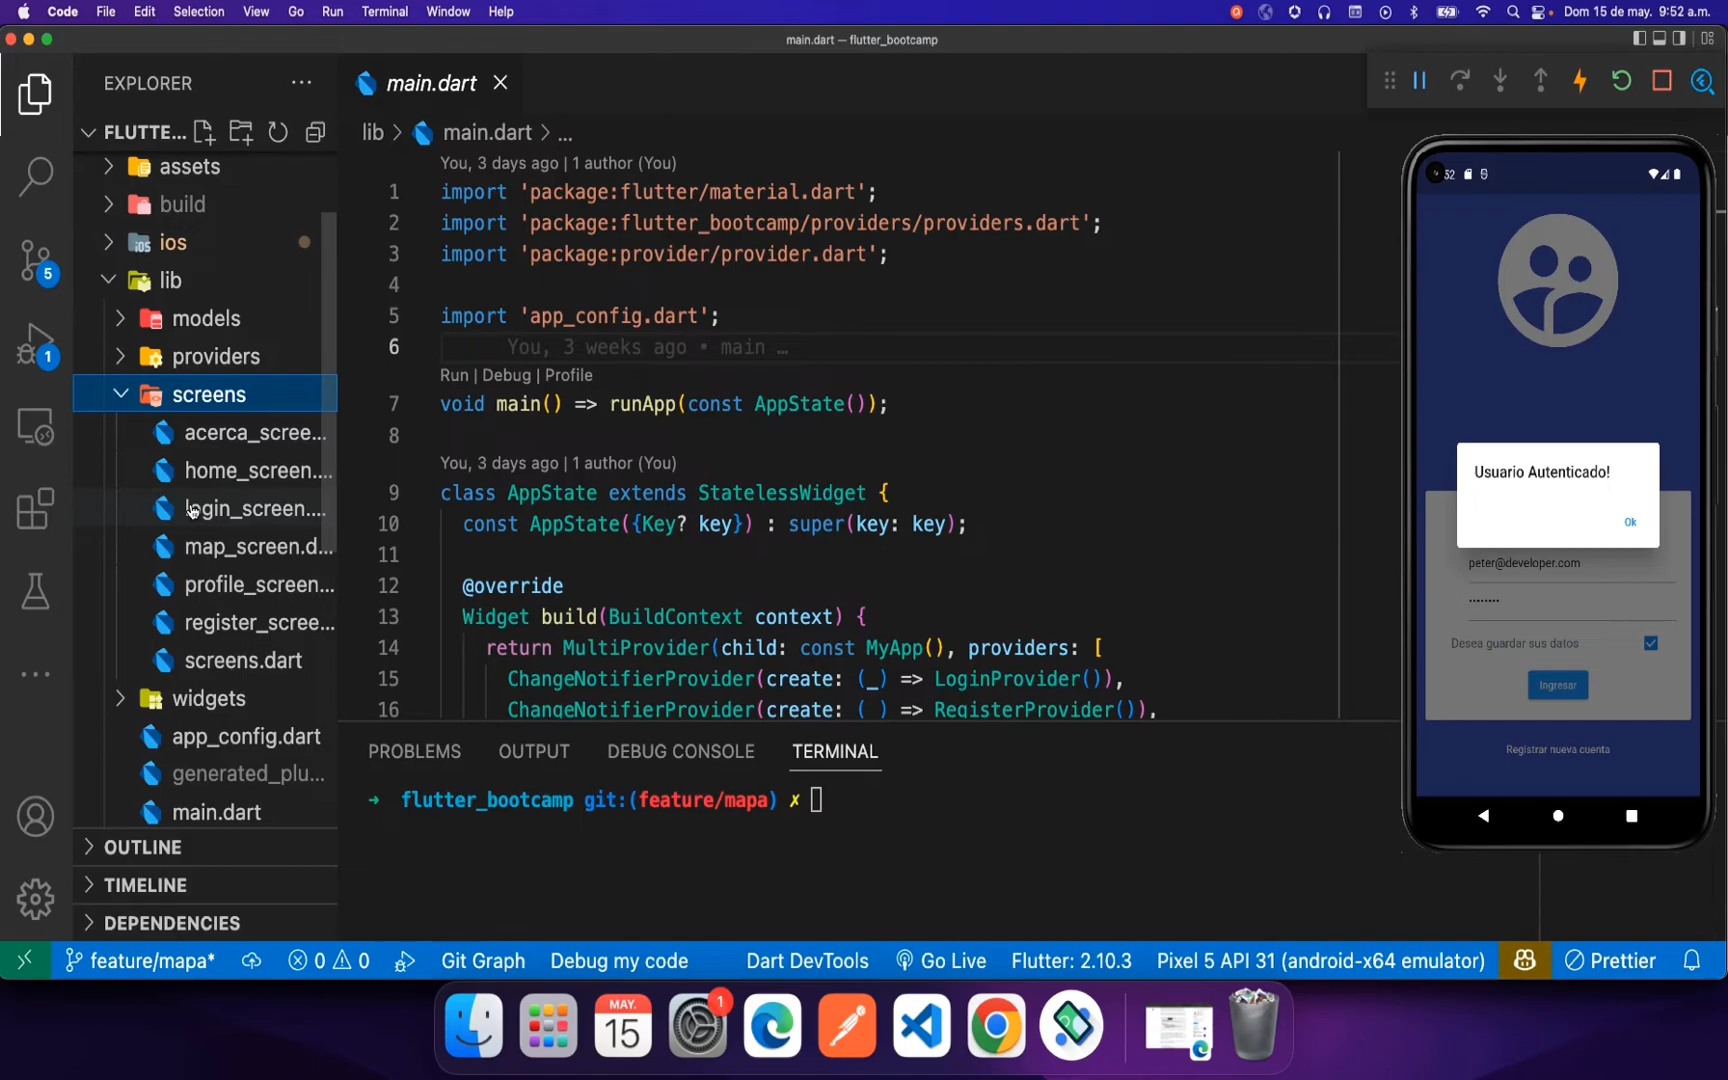 Code File Edit Selection View Go Run Terminal Window Help
Dom 15 de may. 9:52 a.m.
main.dart — flutter_bootcamp
EXPLORER
FLUTTE...
assets
build
ios
lib
models
providers
screens
acerca_scree...
home_screen....
login_screen....
map_screen.d...
profile_screen...
register_scree...
screens.dart
widgets
app_config.dart
generated_plu...
main.dart
OUTLINE
TIMELINE
DEPENDENCIES
5
1
main.dart
lib > main.dart > ...
You, 3 days ago | 1 author (You)
1 import 'package:flutter/material.dart';
2 import 'package:flutter_bootcamp/providers/providers.dart';
3 import 'package:provider/provider.dart';
4
5 import 'app_config.dart';
6 You, 3 weeks ago • main …
Run | Debug | Profile
7 void main() => runApp(const AppState());
8
You, 3 days ago | 1 author (You)
9 class AppState extends StatelessWidget {
10 const AppState({Key? key}) : super(key: key);
11
12 @override
13 Widget build(BuildContext context) {
14 return MultiProvider(child: const MyApp(), providers: [
15 ChangeNotifierProvider(create: (_) => LoginProvider()),
16 ChangeNotifierProvider(create: (_) => RegisterProvider()),
PROBLEMS OUTPUT DEBUG CONSOLE TERMINAL
→ flutter_bootcamp git:(feature/mapa) ✗
52
Usuario Autenticado!
Ok
peter@developer.com
••••••••
Desea guardar sus datos
Ingresar
Registrar nueva cuenta
feature/mapa* 0 0 Git Graph Debug my code Dart DevTools Go Live Flutter: 2.10.3 Pixel 5 API 31 (android-x64 emulator) Prettier
MAY.
15
1